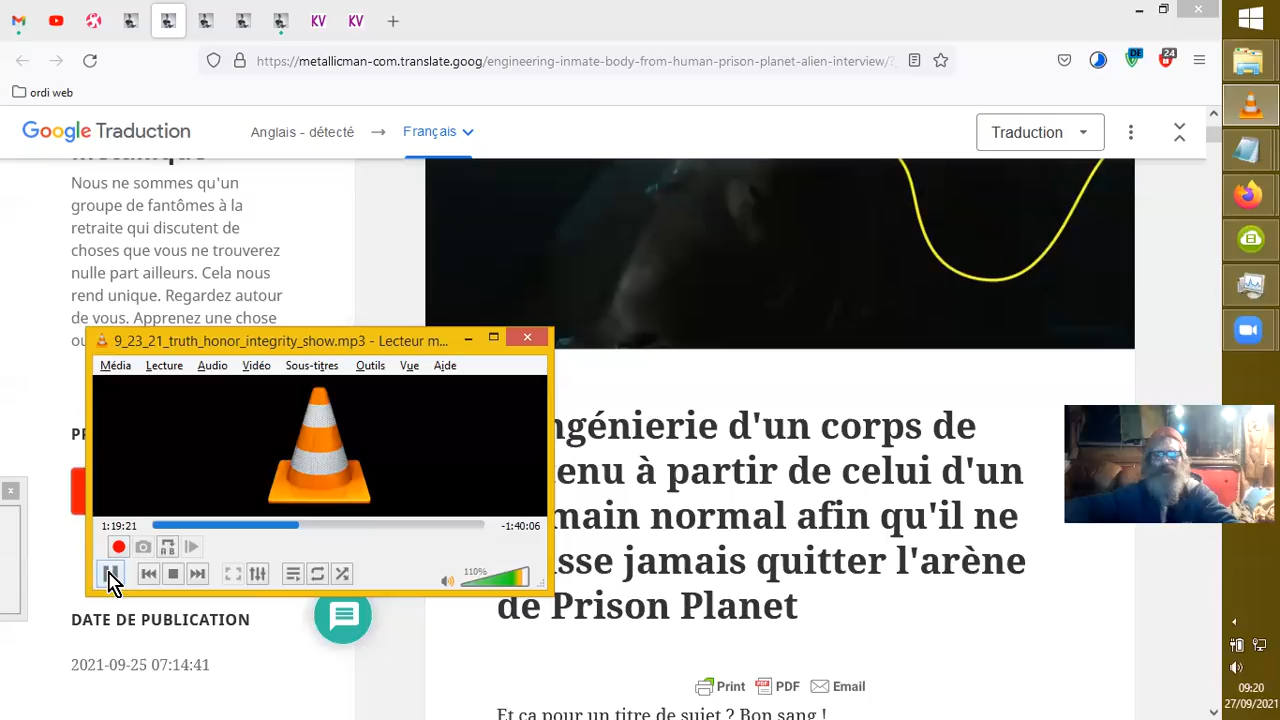 KV
KV
https://metallicman-com.translate.goog/engineering-inmate-body-from-human-prison-planet-alien-interview/?_
DE
24
ordi web
Google Traduction
Anglais - détecté
Français
Traduction
Nous ne sommes qu'un
groupe de fantômes à la
retraite qui discutent de
choses que vous ne trouverez
nulle part ailleurs. Cela nous
rend unique. Regardez autour
de vous. Apprenez une chose
9_23_21_truth_honor_integrity_show.mp3 - Lecteur m...
Média Lecture Audio Vidéo Sous-titres Outils Vue Aide
1:19:21
-1:40:06
110%
ngénierie d'un corps de
enu à partir de celui d'un
main normal afin qu'il ne
isse jamais quitter l'arène
de Prison Planet
DATE DE PUBLICATION
2021-09-25 07:14:41
Print PDF Email
Et ça pour un titre de sujet ? Bon sang !
09:20
27/09/2021